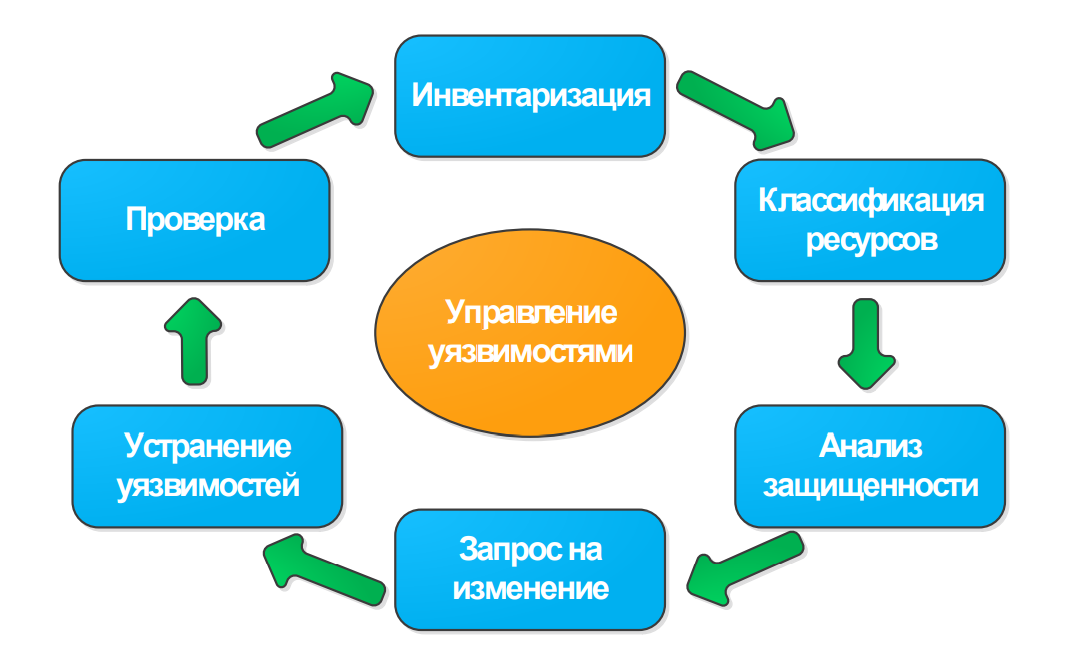 Инвентаризация
Классификация
ресурсов
Анализ
защищенности
Запрос на
изменение
Устранение
уязвимостей
Проверка
Управление
уязвимостями